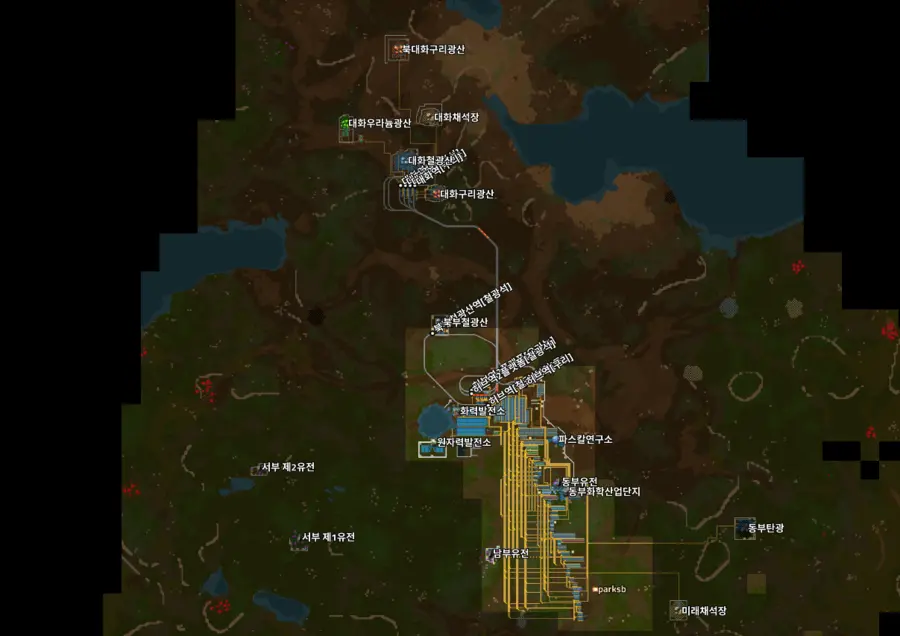 북대화구리광산
대화우라늄광산
대화채석장
대화철광산
대화구리광산
북부철광산
화력발전소
원자력발전소
파스칼연구소
서부 제2유전
동부유전
동부화학산업단지
동부탄광
서부 제1유전
남부유전
parksb
미래채석장